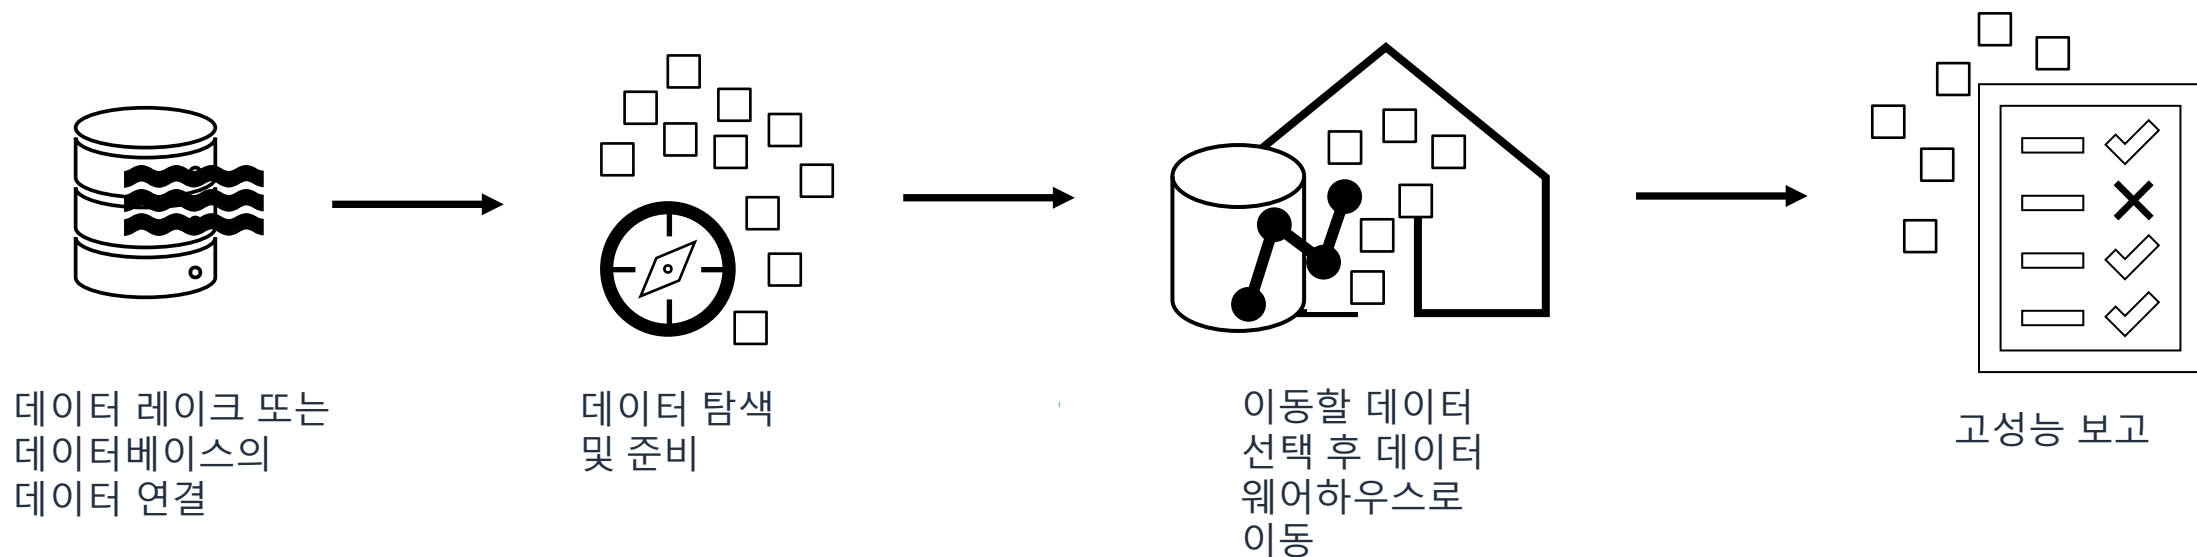 데이터 레이크 또는
데이터베이스의
데이터 연결
데이터 탐색
및 준비
이동할 데이터
선택 후 데이터
웨어하우스로
이동
고성능 보고